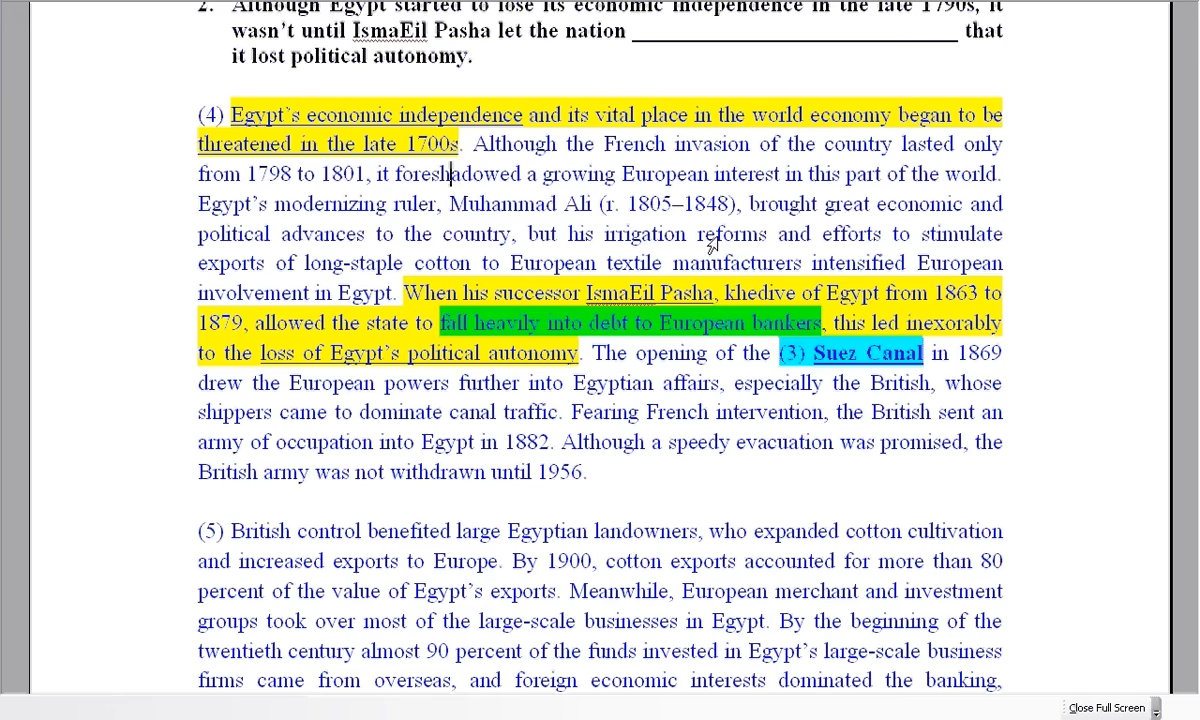 2. Although Egypt started to lose its economic independence in the late 1790s, it
wasn’t until IsmaEil Pasha let the nation ______________________________ that
it lost political autonomy.
(4) Egypt’s economic independence and its vital place in the world economy began to be
threatened in the late 1700s. Although the French invasion of the country lasted only
from 1798 to 1801, it foreshadowed a growing European interest in this part of the world.
Egypt’s modernizing ruler, Muhammad Ali (r. 1805–1848), brought great economic and
political advances to the country, but his irrigation reforms and efforts to stimulate
exports of long-staple cotton to European textile manufacturers intensified European
involvement in Egypt. When his successor IsmaEil Pasha, khedive of Egypt from 1863 to
1879, allowed the state to fall heavily into debt to European bankers, this led inexorably
to the loss of Egypt’s political autonomy. The opening of the (3) Suez Canal in 1869
drew the European powers further into Egyptian affairs, especially the British, whose
shippers came to dominate canal traffic. Fearing French intervention, the British sent an
army of occupation into Egypt in 1882. Although a speedy evacuation was promised, the
British army was not withdrawn until 1956.
(5) British control benefited large Egyptian landowners, who expanded cotton cultivation
and increased exports to Europe. By 1900, cotton exports accounted for more than 80
percent of the value of Egypt’s exports. Meanwhile, European merchant and investment
groups took over most of the large-scale businesses in Egypt. By the beginning of the
twentieth century almost 90 percent of the funds invested in Egypt’s large-scale business
firms came from overseas, and foreign economic interests dominated the banking,
Close Full Screen